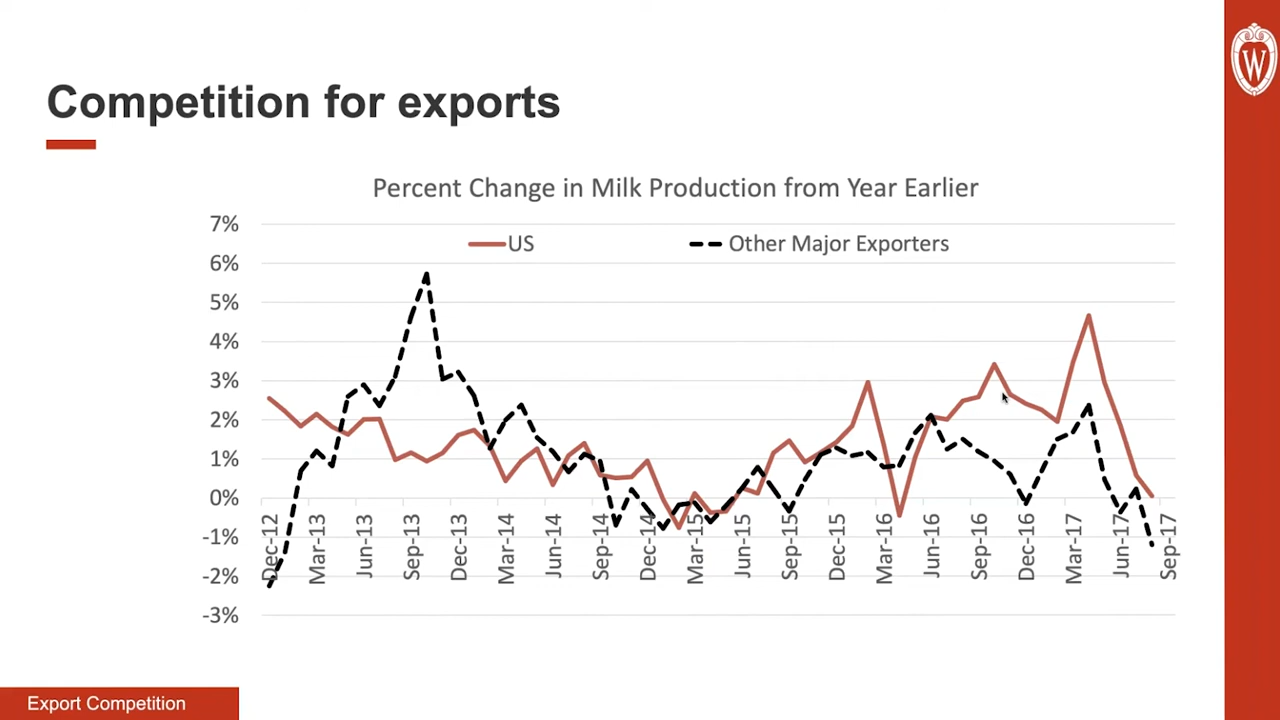 Competition for exports
W
Percent Change in Milk Production from Year Earlier
US
Other Major Exporters
7%
6%
5%
4%
3%
2%
1%
0%
-1%
-2%
-3%
Dec-12
Mar-13
Jun-13
Sep-13
Dec-13
Mar-14
Jun-14
Sep-14
Dec-14
Mar-15
Jun-15
Sep-15
Dec-15
Mar-16
Jun-16
Sep-16
Dec-16
Mar-17
Jun-17
Sep-17
Export Competition